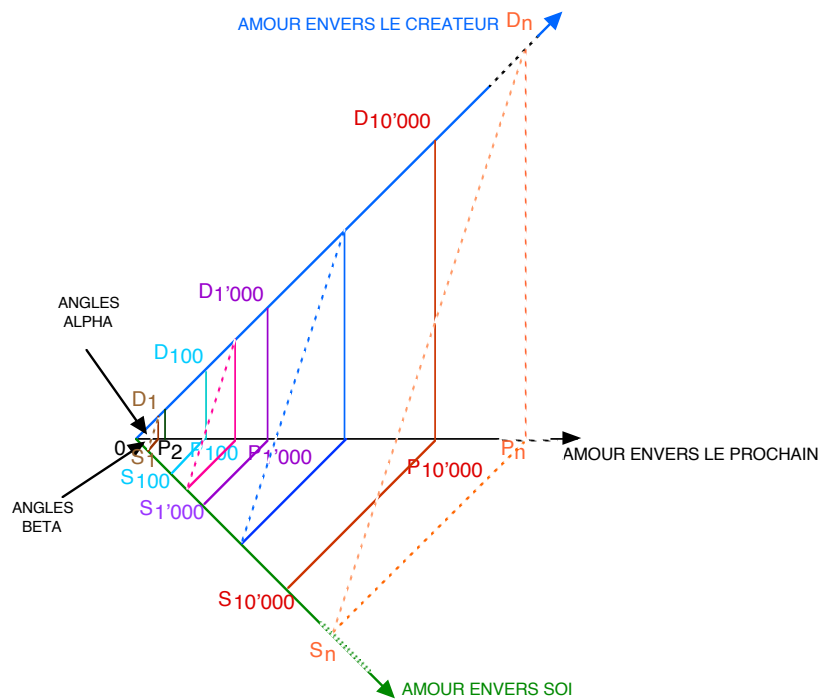 AMOUR ENVERS LE CREATEUR
Dn
D10'000
D1'000
ANGLES
ALPHA
D100
D1
0
S1
P2
P100
P1'000
Pn
AMOUR ENVERS LE PROCHAIN
S100
P10'000
S1'000
ANGLES
BETA
S10'000
Sn
AMOUR ENVERS SOI